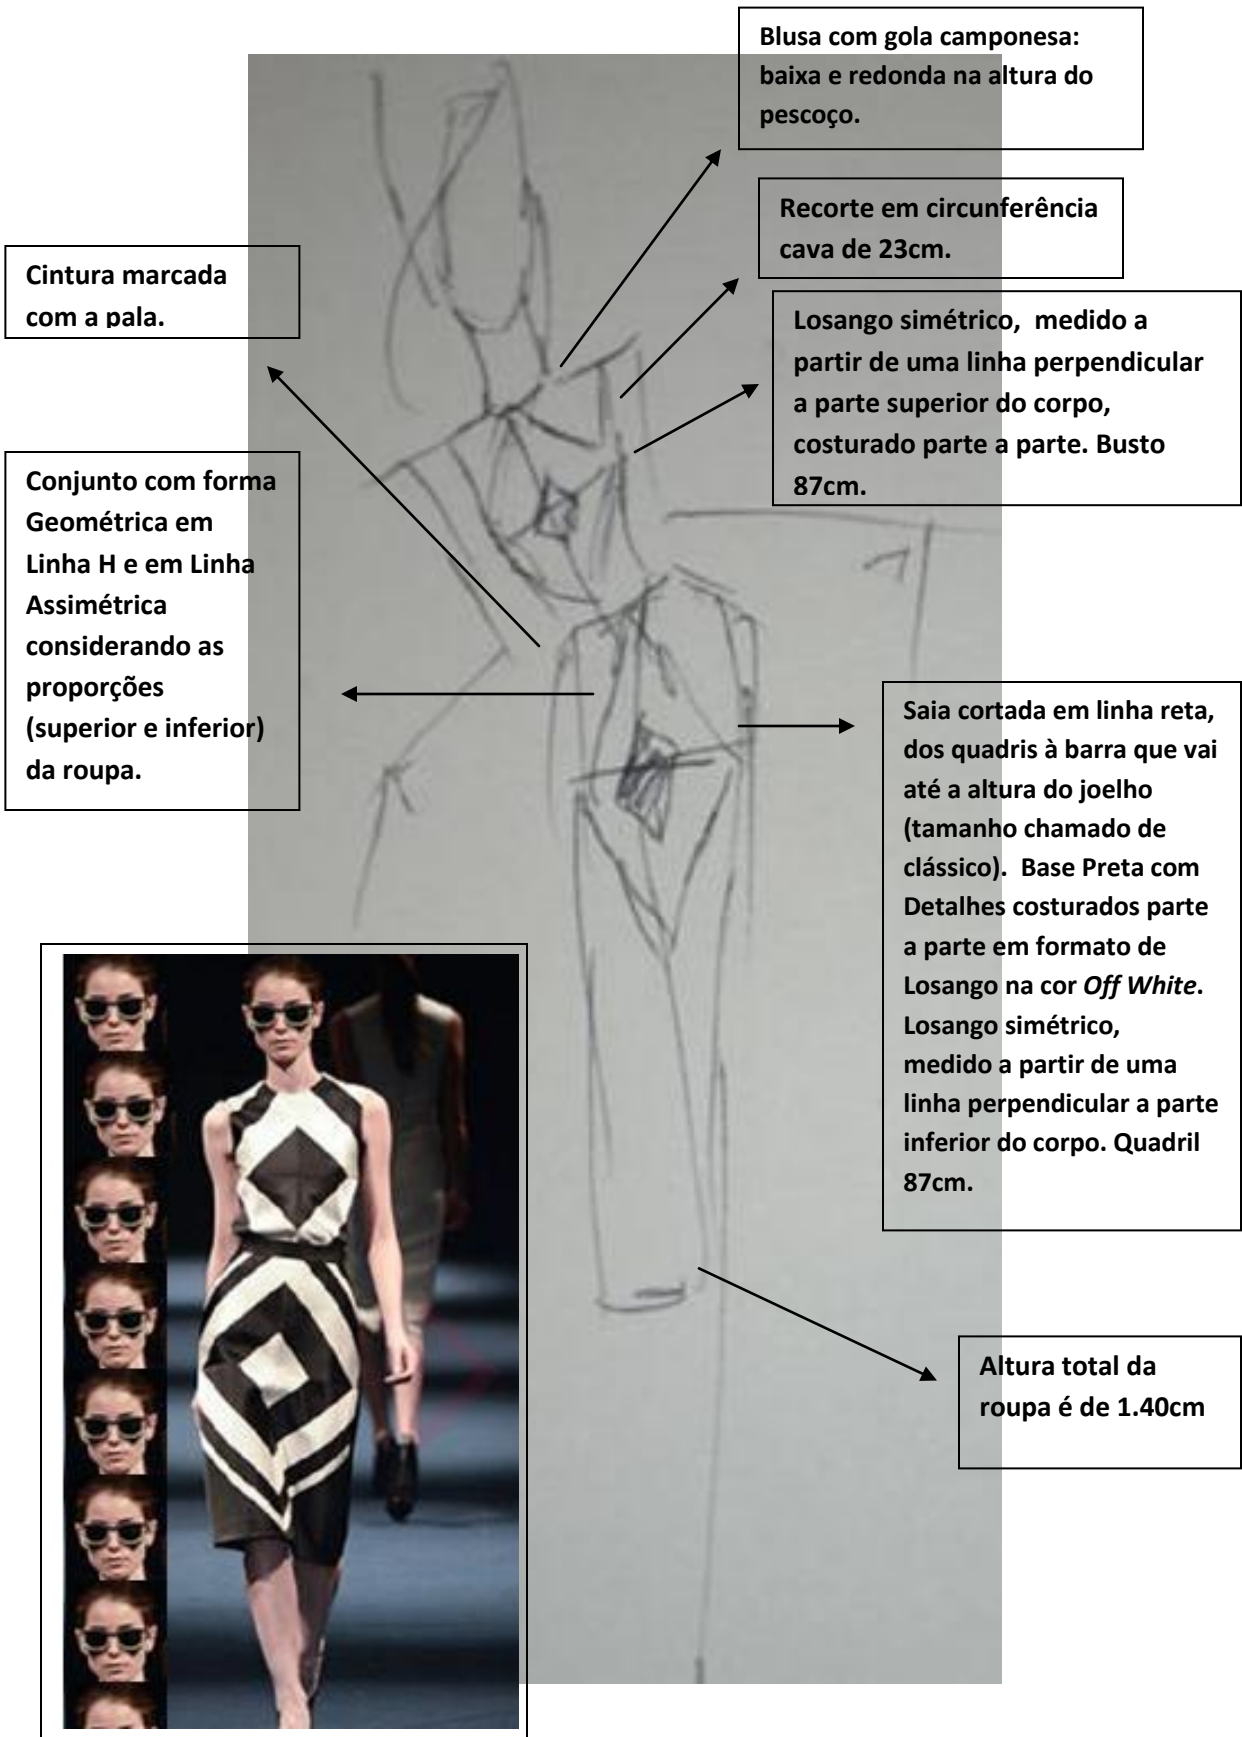 Blusa com gola camponesa:
baixa e redonda na altura do
pescoço.
Recorte em circunferência
cava de 23cm.
Cintura marcada
com a pala.
Losango simétrico, medido a
partir de uma linha perpendicular
a parte superior do corpo,
costurado parte a parte. Busto
87cm.
Conjunto com forma
Geométrica em
Linha H e em Linha
Assimétrica
considerando as
proporções
(superior e inferior)
da roupa.
Saia cortada em linha reta,
dos quadris à barra que vai
até a altura do joelho
(tamanho chamado de
clássico). Base Preta com
Detalhes costurados parte
a parte em formato de
Losango na cor Off White.
Losango simétrico,
medido a partir de uma
linha perpendicular a parte
inferior do corpo. Quadril
87cm.
Altura total da
roupa é de 1.40cm